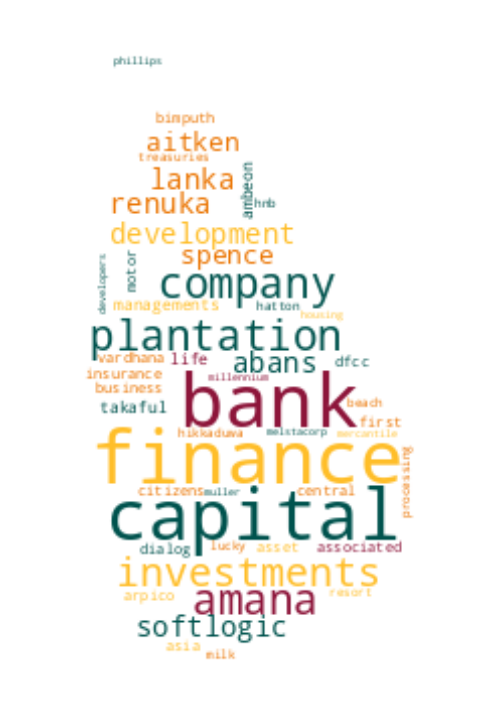 phillips
bimputh
aitken
treasuries
lanka
ambeon
renuka
hnb
development
spence
developers
motor
company
managements
hatton
housing
plantation
vardhana
life
abans
dfcc
insurance
millennium
business
bank
takaful
beach
first
hikkaduwa
melstacorp
mercantile
finance
processing
citizens
muller
central
capital
dialog
lucky
asset
associated
investments
arpico
amana
resort
softlogic
asia
milk